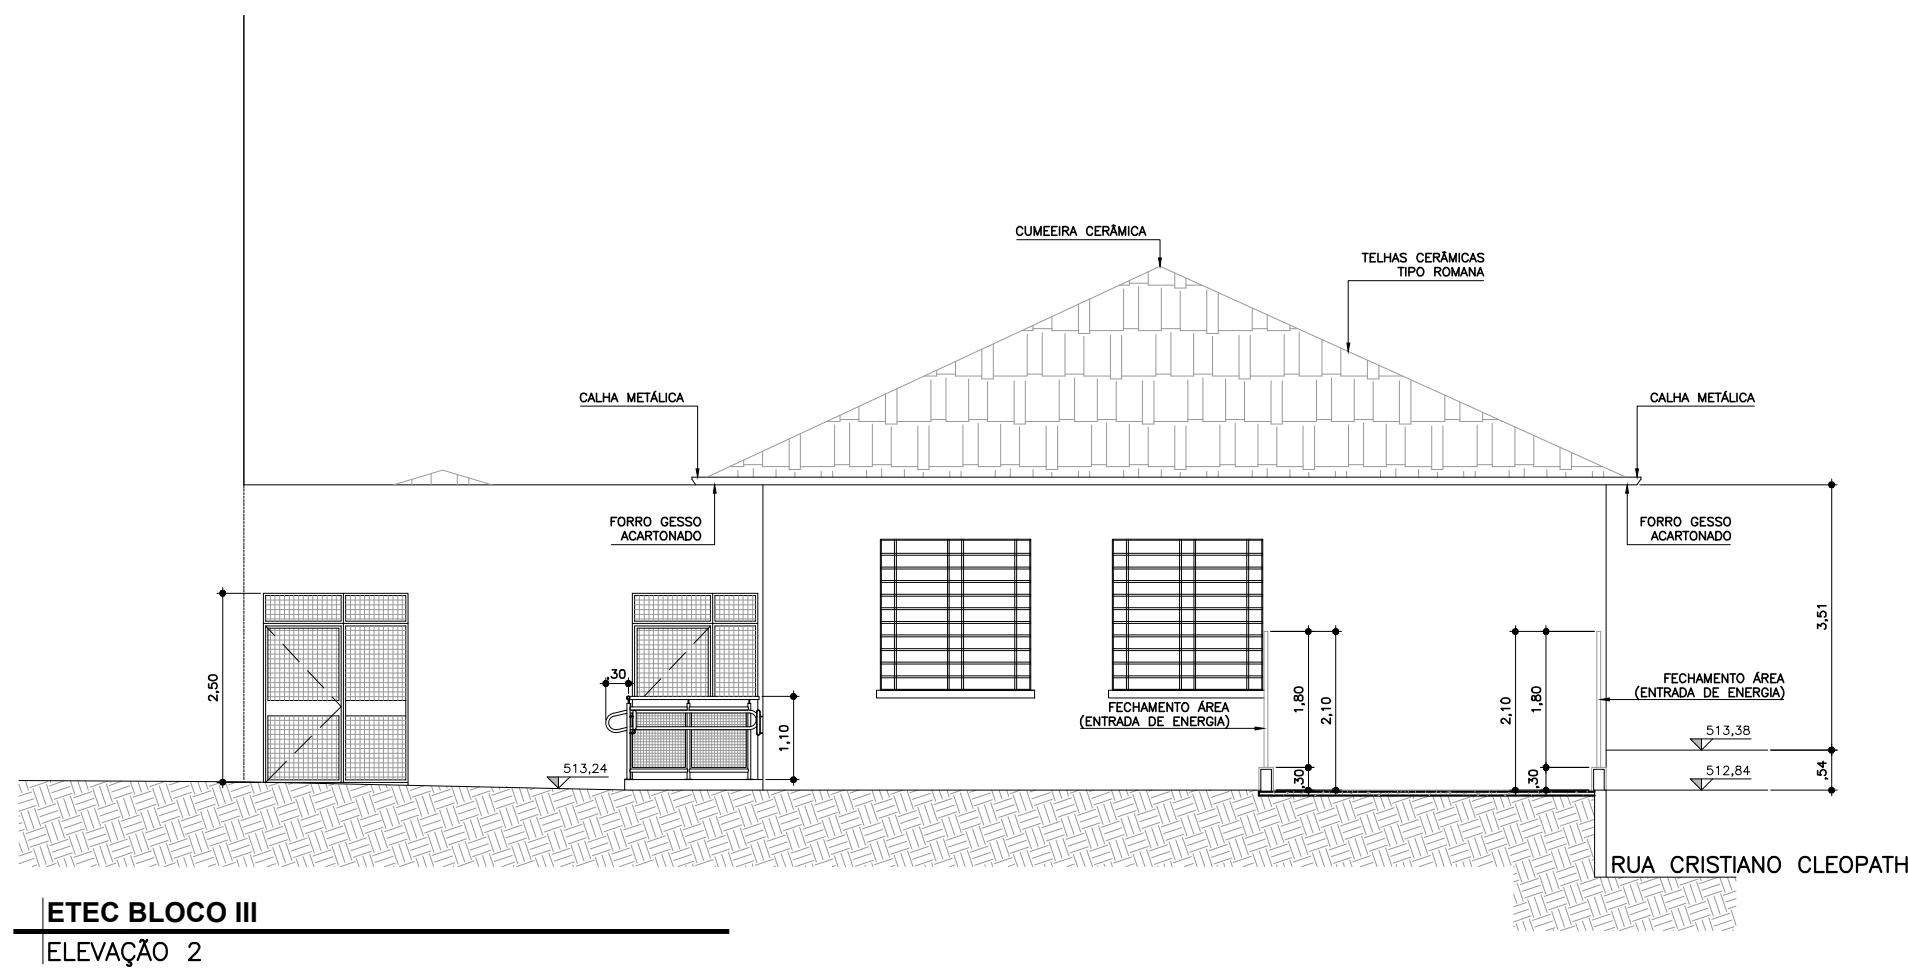 CUMEEIRA CERÂMICA
TELHAS CERÂMICAS
TIPO ROMANA
CALHA METÁLICA
CALHA METÁLICA
FORRO GESSO
ACARTONADO
FORRO GESSO
ACARTONADO
2,50
,30
1,10
513,24
FECHAMENTO ÁREA
(ENTRADA DE ENERGIA)
1,80
2,10
,30
2,10
1,80
,30
3,51
FECHAMENTO ÁREA
(ENTRADA DE ENERGIA)
513,38
512,84
,54
RUA CRISTIANO CLEOPATH
ETEC BLOCO III
ELEVAÇÃO 2